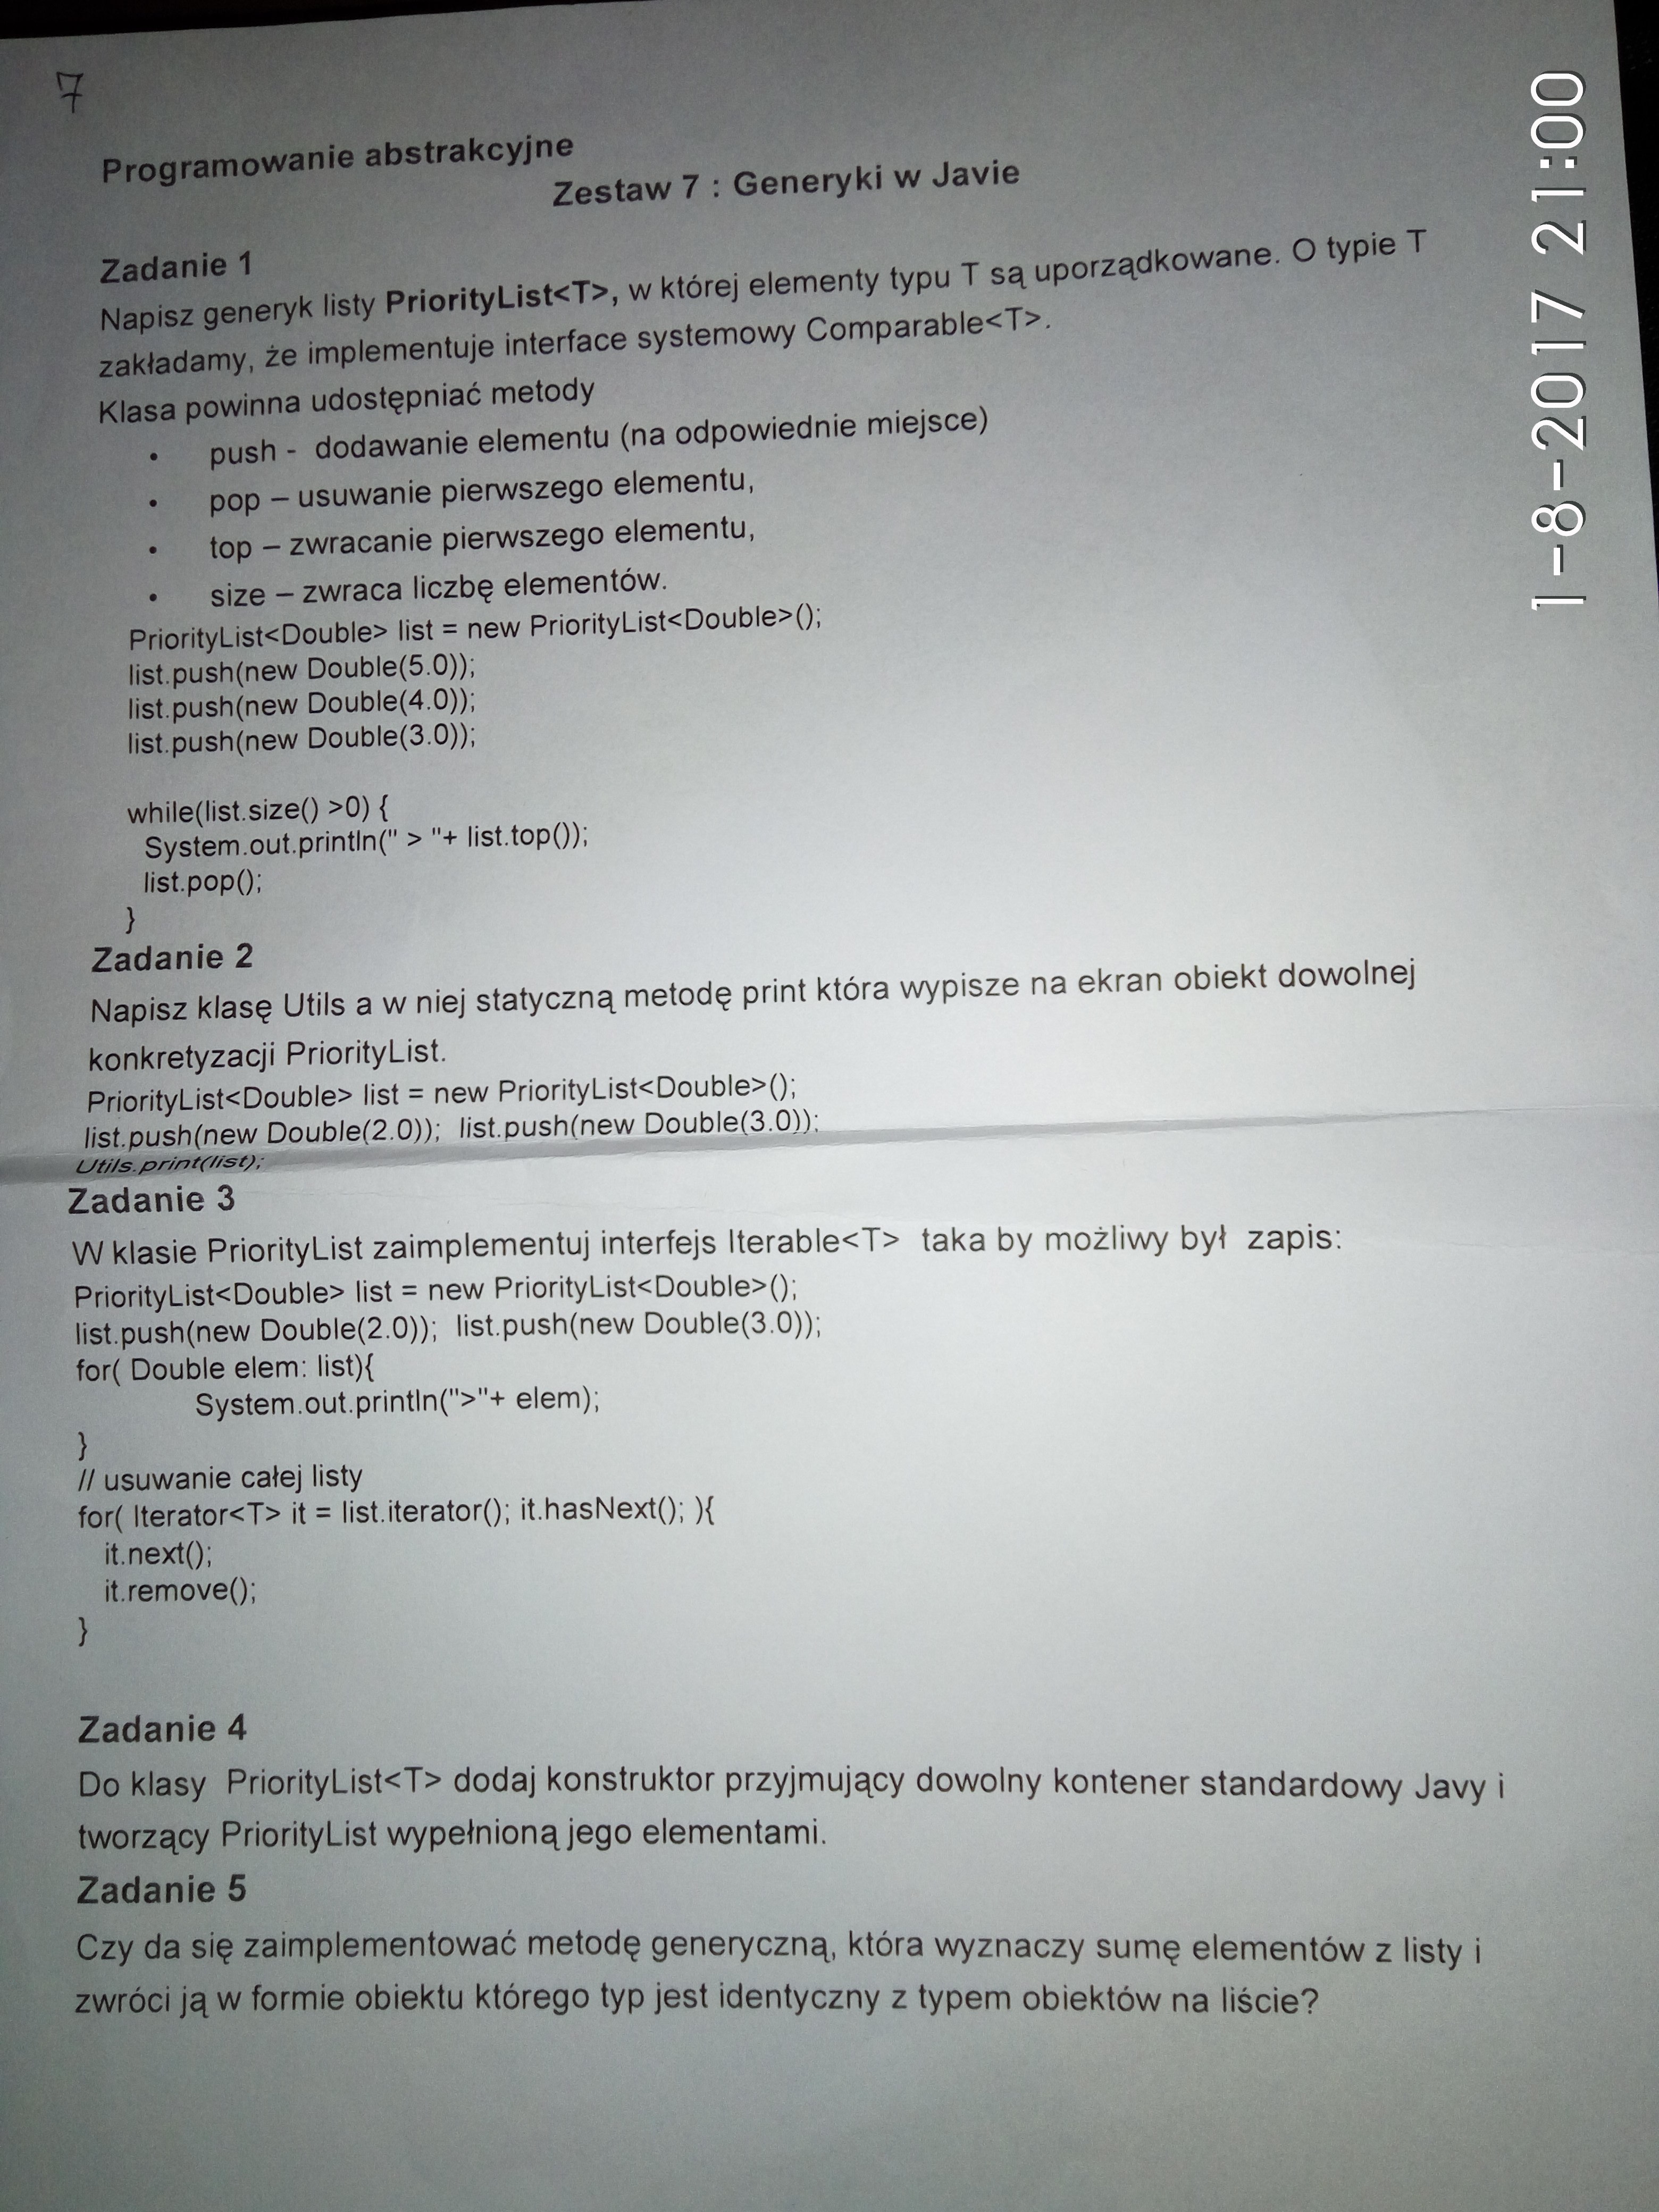 7
Programowanie abstrakcyjne
Zestaw 7 : Generyki w Javie
Zadanie 1
Napisz generyk listy PriorityList<T>, w której elementy typu T są uporządkowane. O typie T
zakładamy, że implementuje interface systemowy Comparable<T>.
Klasa powinna udostępniać metody
• push - dodawanie elementu (na odpowiednie miejsce)
• pop – usuwanie pierwszego elementu,
• top – zwracanie pierwszego elementu,
• size – zwraca liczbę elementów.
PriorityList<Double> list = new PriorityList<Double>();
list.push(new Double(5.0));
list.push(new Double(4.0));
list.push(new Double(3.0));
while(list.size() >0) {
System.out.println(" > "+ list.top());
list.pop();
}
Zadanie 2
Napisz klasę Utils a w niej statyczną metodę print która wypisze na ekran obiekt dowolnej
konkretyzacji PriorityList.
PriorityList<Double> list = new PriorityList<Double>();
list.push(new Double(2.0)); list.push(new Double(3.0));
Utils.print(list);
Zadanie 3
W klasie PriorityList zaimplementuj interfejs Iterable<T> taka by możliwy był zapis:
PriorityList<Double> list = new PriorityList<Double>();
list.push(new Double(2.0)); list.push(new Double(3.0));
for( Double elem: list){
System.out.println(">"+ elem);
}
// usuwanie całej listy
for( Iterator<T> it = list.iterator(); it.hasNext(); ){
it.next();
it.remove();
}
Zadanie 4
Do klasy PriorityList<T> dodaj konstruktor przyjmujący dowolny kontener standardowy Javy i
tworzący PriorityList wypełnioną jego elementami.
Zadanie 5
Czy da się zaimplementować metodę generyczną, która wyznaczy sumę elementów z listy i
zwróci ją w formie obiektu którego typ jest identyczny z typem obiektów na liście?
1-8-2017 21:00